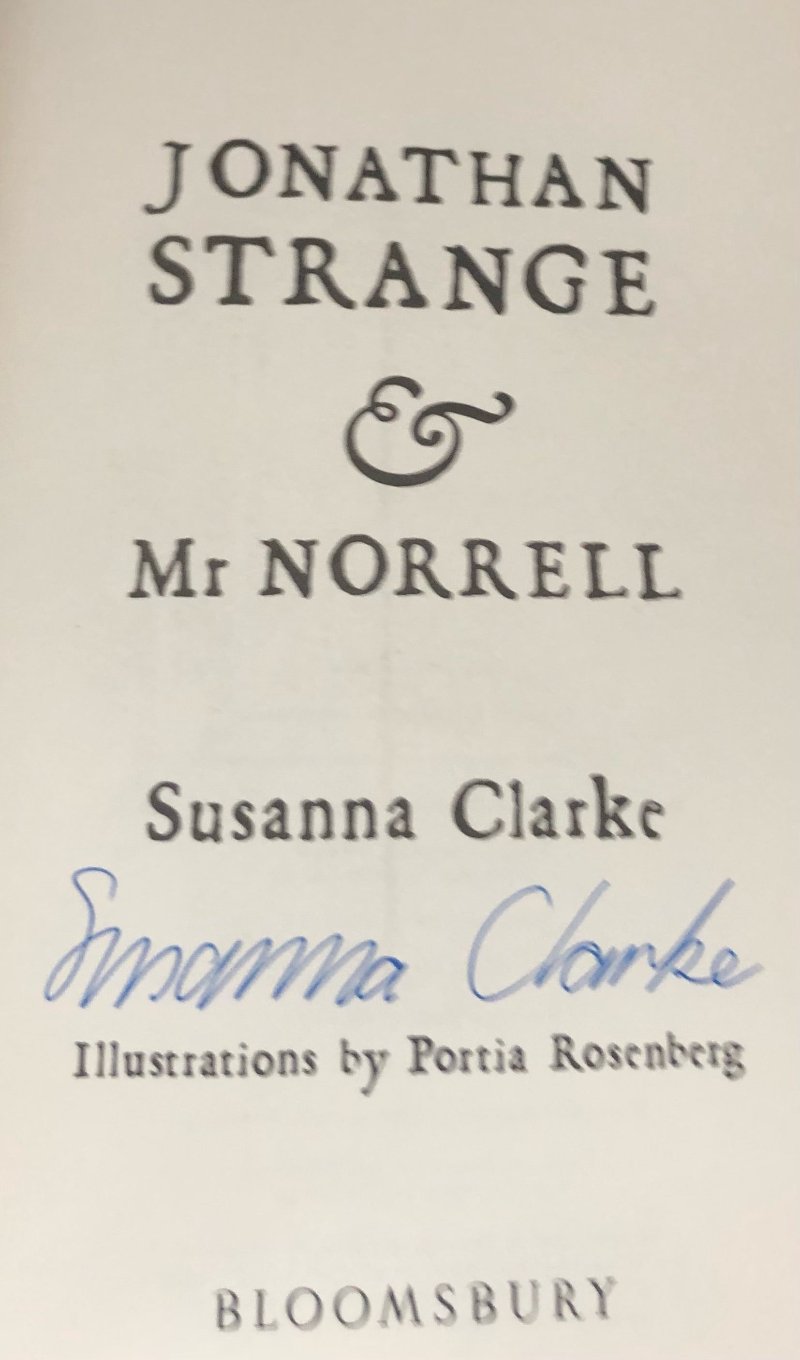 JONATHAN
STRANGE
&
Mr NORRELL
Susanna Clarke
Susanna Clarke
Illustrations by Portia Rosenberg
BLOOMSBURY